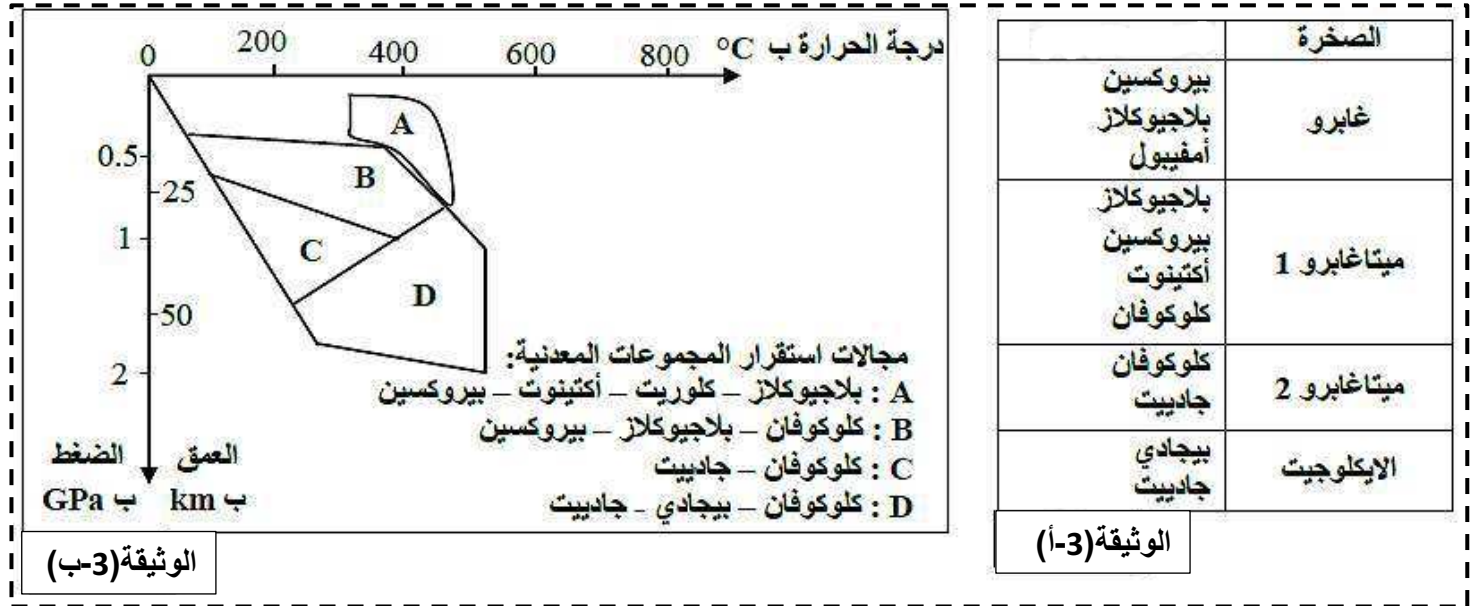 الصخرة
غابرو
بيروكسين
بلاجيوكلاز
أمفيبول
ميتاغابرو 1
بلاجيوكلاز
بيروكسين
أكتينوت
كلوكوفان
ميتاغابرو 2
كلوكوفان
جادييت
الايكلوجيت
بيجادي
جادييت
الوثيقة(3-أ)
درجة الحرارة ب °C
0 200 400 600 800
0.5
25
1
50
2
A
B
C
D
العمق ب km
الضغط ب GPa
مجالات استقرار المجموعات المعدنية:
A : بلاجيوكلاز – كلوريت – أكتينوت – بيروكسين
B : كلوكوفان – بلاجيوكلاز – بيروكسين
C : كلوكوفان – جادييت
D : كلوكوفان – بيجادي - جادييت
الوثيقة(3-ب)